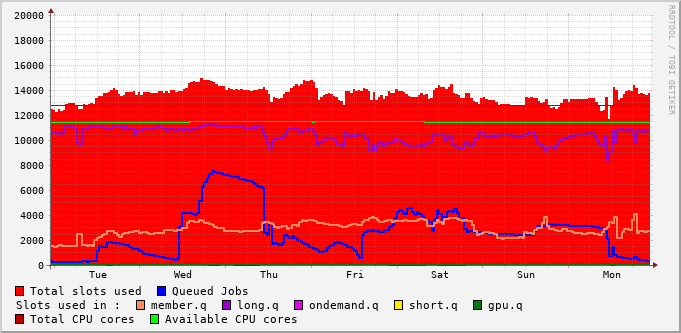 20000
18000
16000
14000
12000
10000
8000
6000
4000
2000
0
Tue Wed Thu Fri Sat Sun Mon
RRDTOOL / TOBI OETIKER
Total slots used Queued Jobs
Slots used in : member.q long.q ondemand.q short.q gpu.q
Total CPU cores Available CPU cores